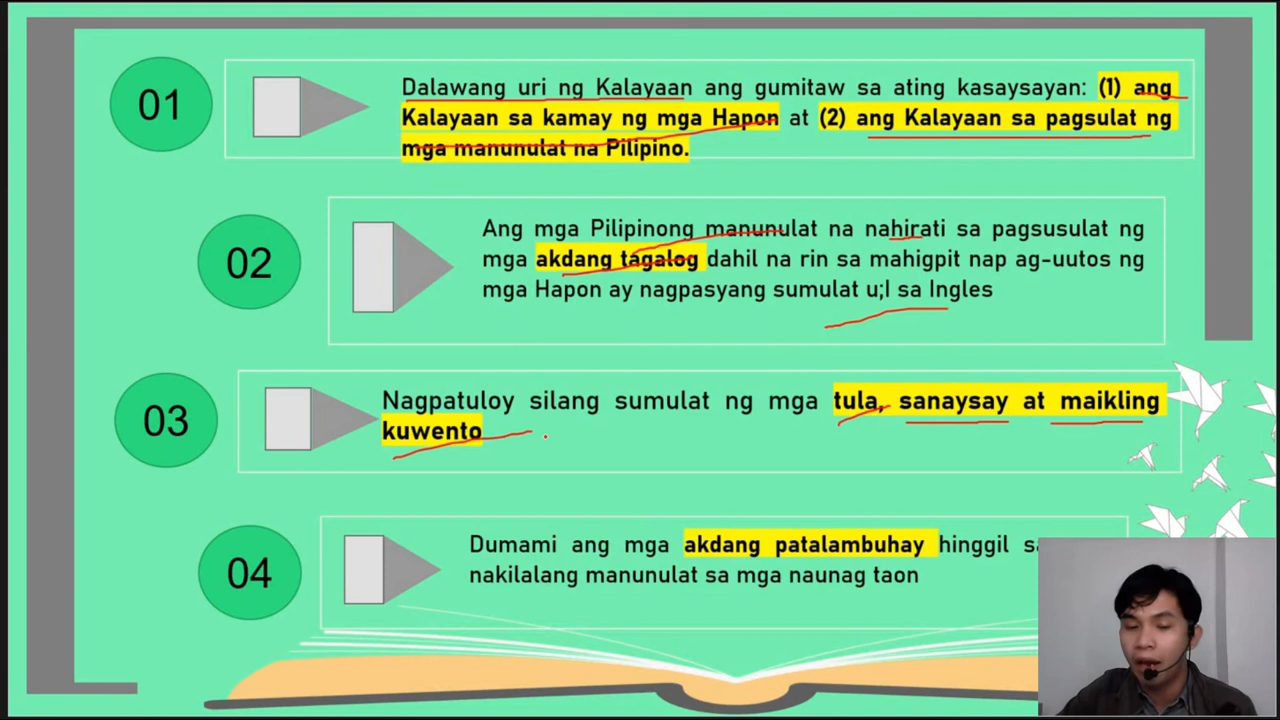 01
Dalawang uri ng Kalayaan ang gumitaw sa ating kasaysayan: (1) ang
Kalayaan sa kamay ng mga Hapon at (2) ang Kalayaan sa pagsulat ng
mga manunulat na Pilipino.
02
Ang mga Pilipinong manunulat na nahirati sa pagsusulat ng
mga akdang tagalog dahil na rin sa mahigpit nap ag-uutos ng
mga Hapon ay nagpasyang sumulat u;I sa Ingles
03
Nagpatuloy silang sumulat ng mga tula, sanaysay at maikling
kuwento
04
Dumami ang mga akdang patalambuhay hinggil
nakilalang manunulat sa mga naunag taon